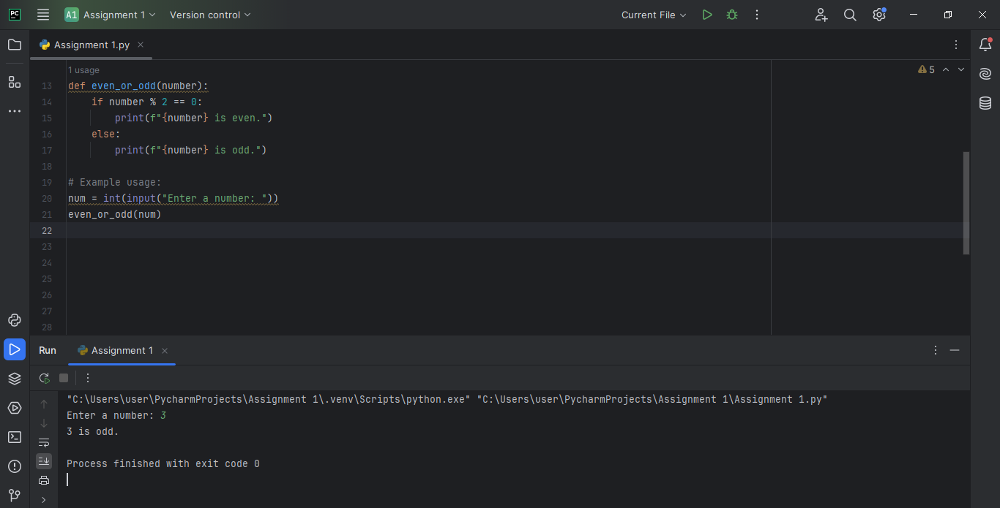 PC A1 Assignment 1 Version control Current File
Assignment 1.py
1 usage
5
13 def even_or_odd(number):
14     if number % 2 == 0:
15         print(f"{number} is even.")
16     else:
17         print(f"{number} is odd.")
18
19 # Example usage:
20 num = int(input("Enter a number: "))
21 even_or_odd(num)
22
23
24
25
26
27
28
Run Assignment 1
"C:\Users\user\PycharmProjects\Assignment 1\.venv\Scripts\python.exe" "C:\Users\user\PycharmProjects\Assignment 1\Assignment 1.py"
Enter a number: 3
3 is odd.
Process finished with exit code 0